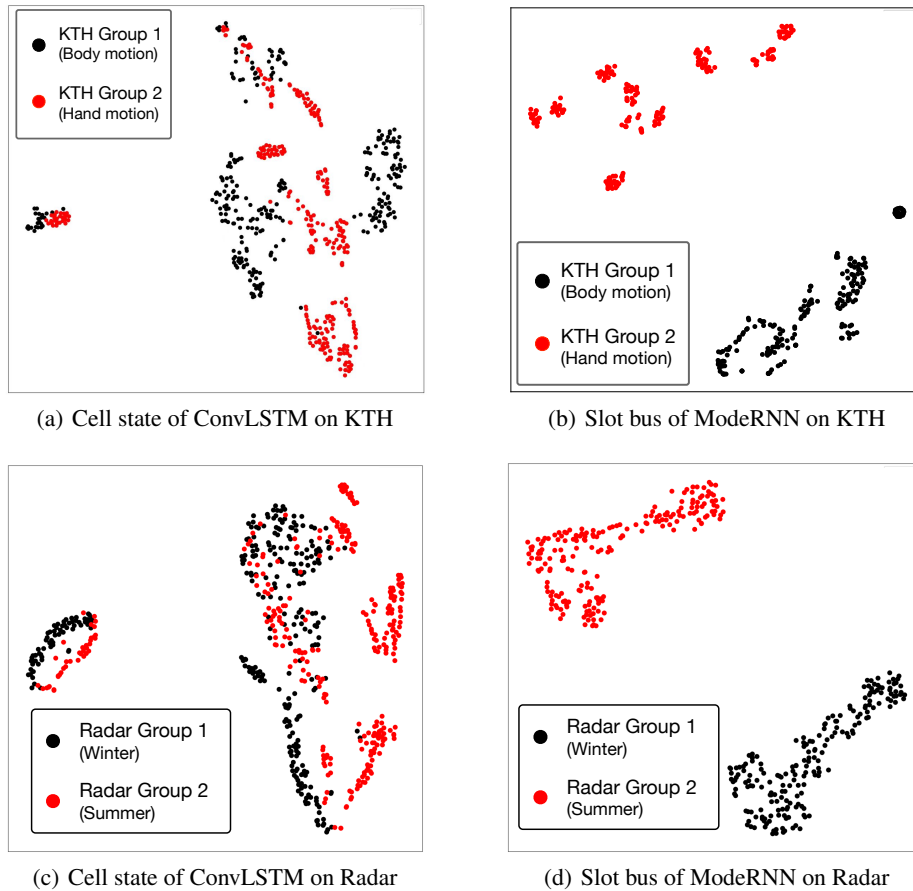 KTH Group 1
(Body motion)
KTH Group 2
(Hand motion)
KTH Group 1
(Body motion)
KTH Group 2
(Hand motion)
(a) Cell state of ConvLSTM on KTH
(b) Slot bus of ModeRNN on KTH
Radar Group 1
(Winter)
Radar Group 2
(Summer)
Radar Group 1
(Winter)
Radar Group 2
(Summer)
(c) Cell state of ConvLSTM on Radar
(d) Slot bus of ModeRNN on Radar